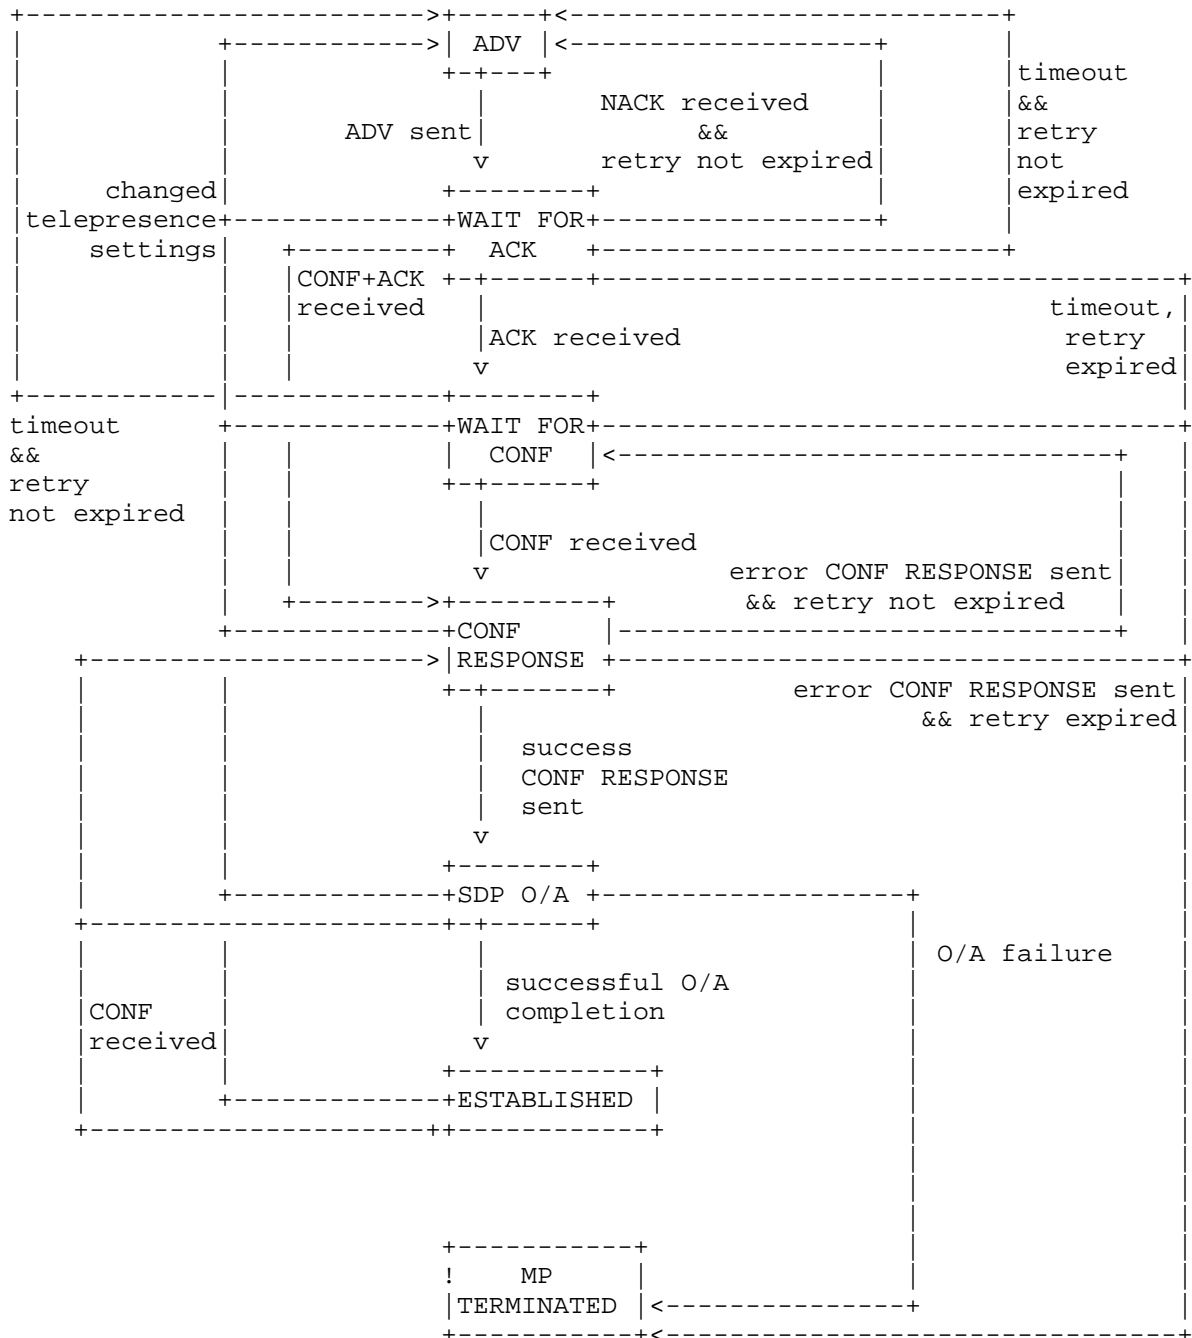 ADV
timeout
NACK received &&
ADV sent && retry
retry not expired not
changed expired
telepresence WAIT FOR
settings ACK
CONF+ACK
received timeout,
ACK received retry
expired
timeout WAIT FOR
&& CONF
retry
not expired
CONF received
error CONF RESPONSE sent
&& retry not expired
CONF
RESPONSE
error CONF RESPONSE sent
&& retry expired
success
CONF RESPONSE
sent
SDP O/A
O/A failure
successful O/A
CONF completion
received
ESTABLISHED
MP
TERMINATED